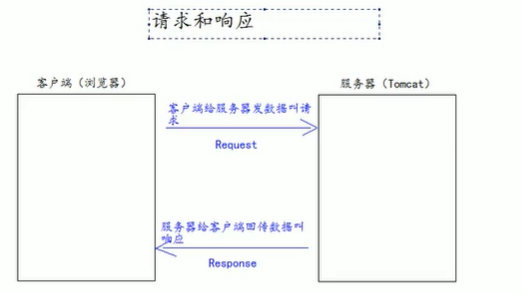 请求和响应
客户端（浏览器）
服务器（Tomcat）
客户端给服务器发数据叫请
求
Request
服务器给客户端回传数据叫
响应
Response